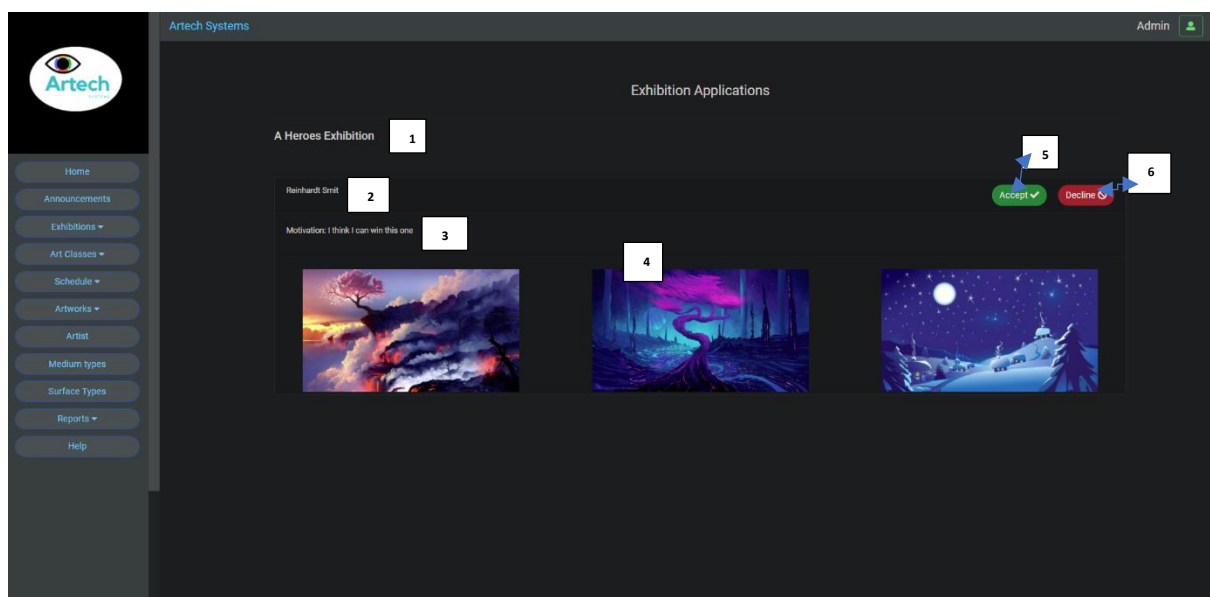 Artech Systems
Admin
Artech
Exhibition Applications
A Heroes Exhibition
1
5
6
Home
Reinhardt Smit
2
Accept
Decline
Announcements
Exhibitions
Motivation: I think I can win this one
3
Art Classes
4
Schedule
Artworks
Artist
Medium types
Surface Types
Reports
Help